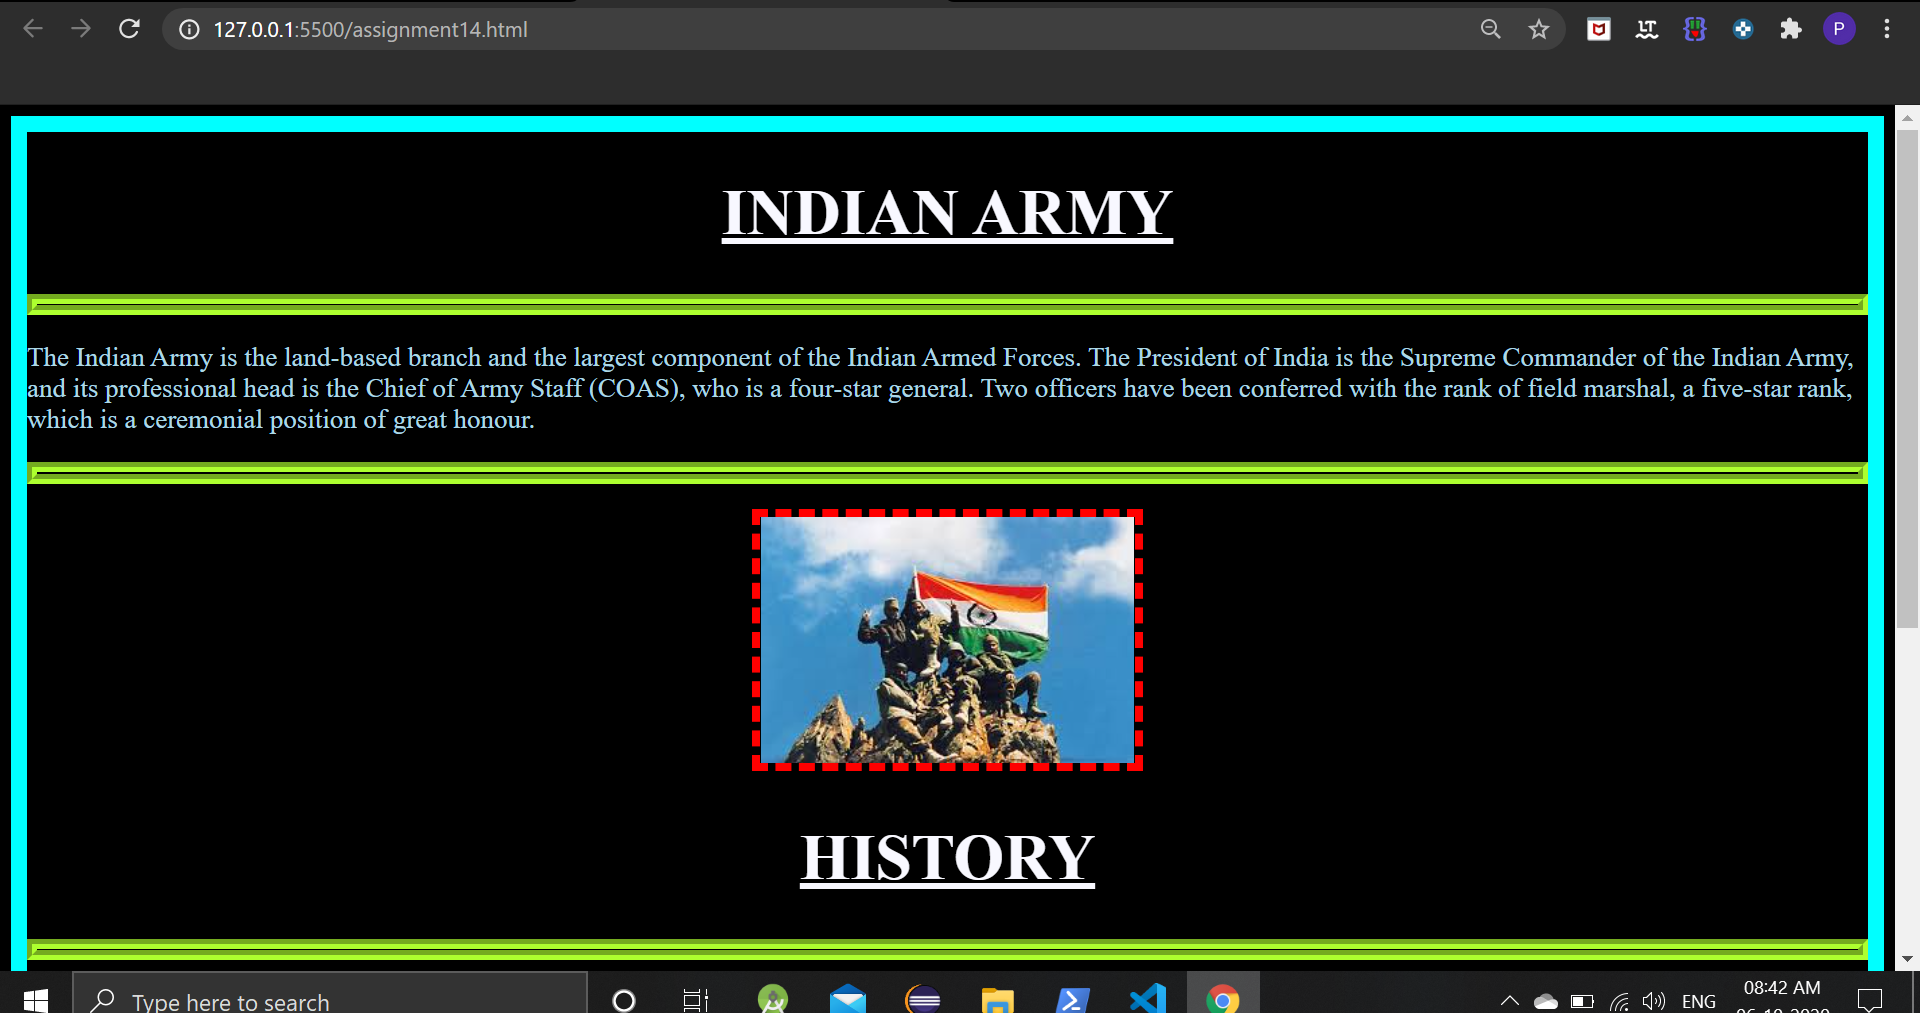 127.0.0.1:5500/assignment14.html
P
INDIAN ARMY
The Indian Army is the land-based branch and the largest component of the Indian Armed Forces. The President of India is the Supreme Commander of the Indian Army,
and its professional head is the Chief of Army Staff (COAS), who is a four-star general. Two officers have been conferred with the rank of field marshal, a five-star rank,
which is a ceremonial position of great honour.
HISTORY
Type here to search
ENG
08:42 AM